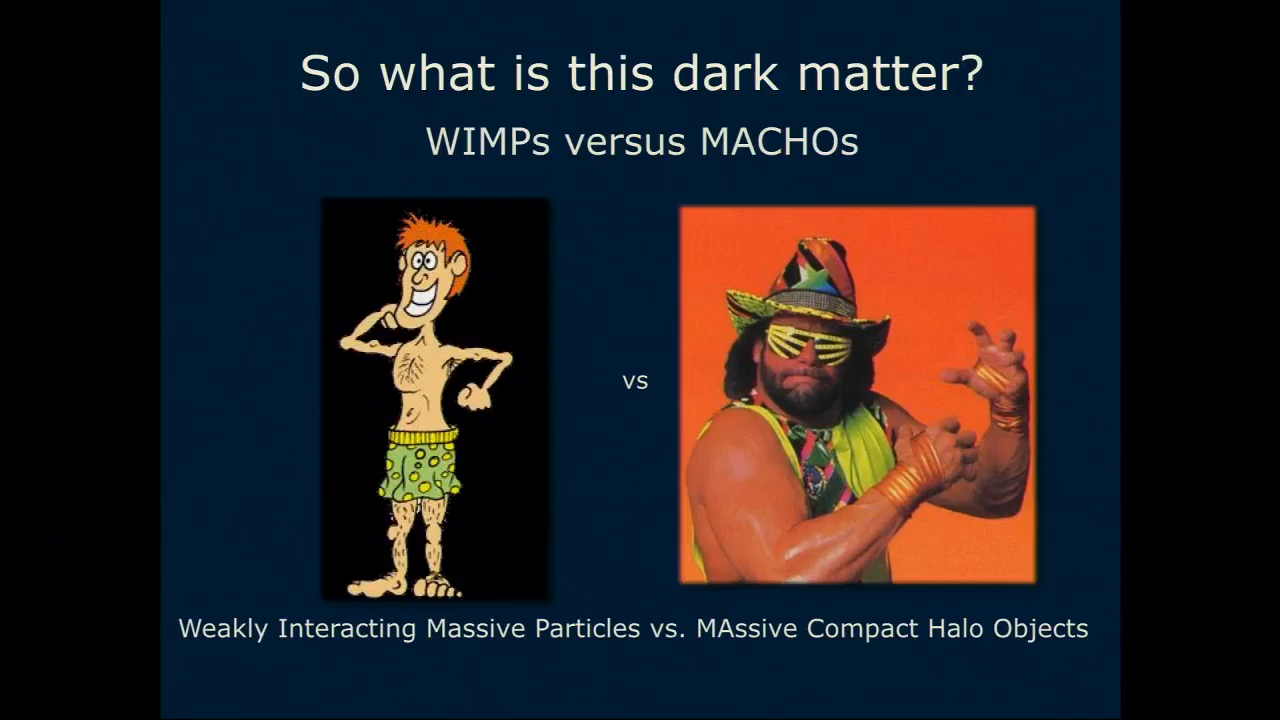 So what is this dark matter?
WIMPs versus MACHOs
vs
Weakly Interacting Massive Particles vs. MAssive Compact Halo Objects